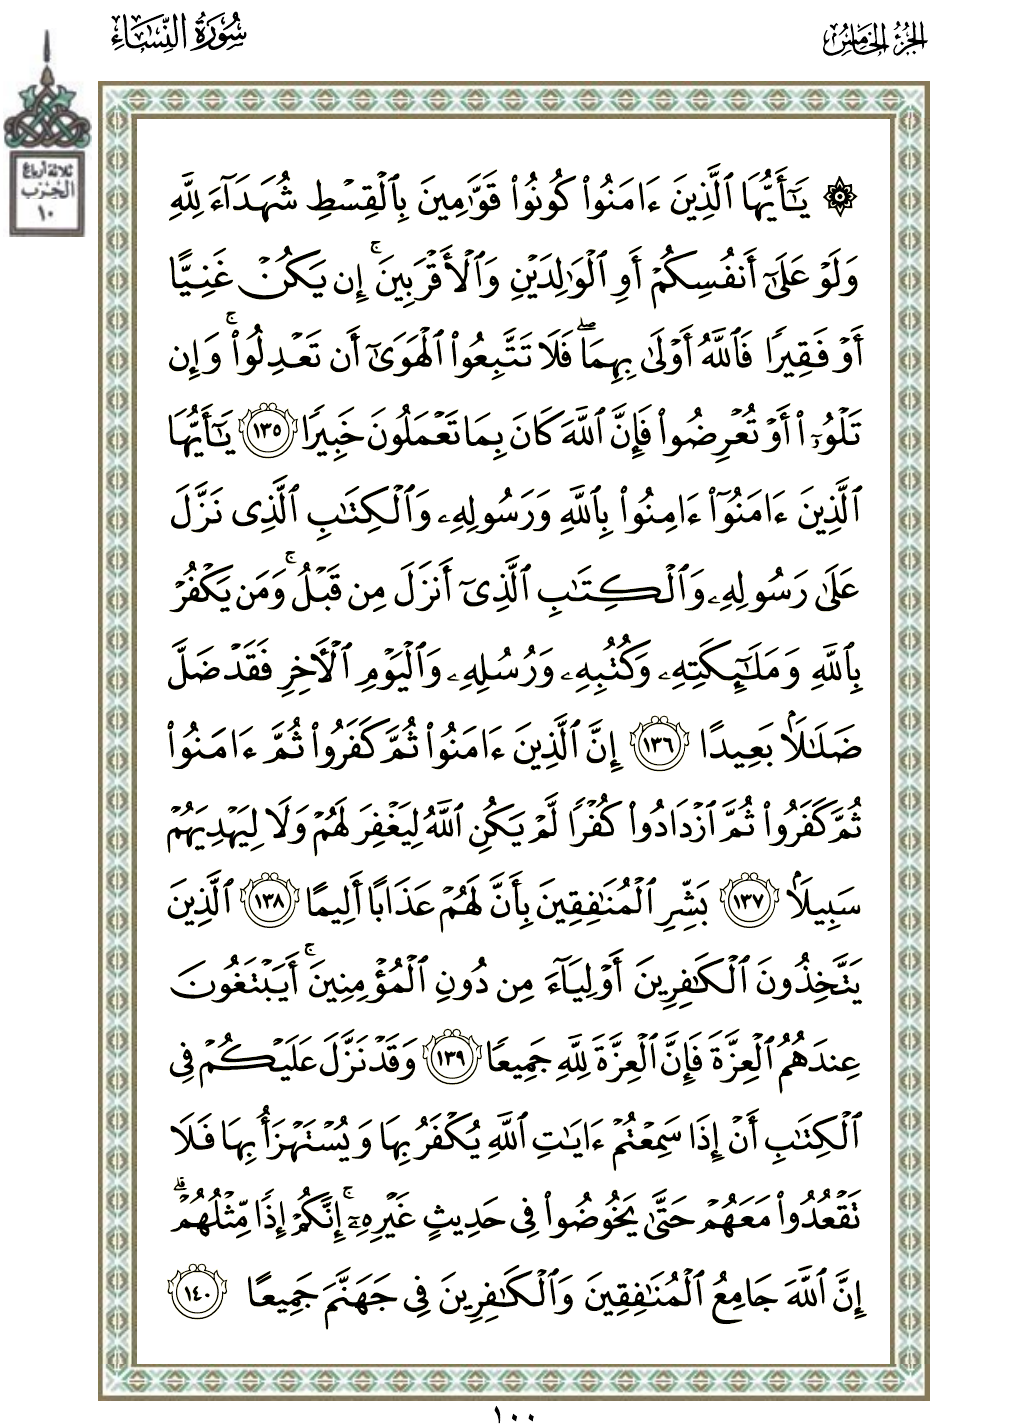 الجزء الخامس
سورة النساء
ثلاثة أرباع
الحزب
١٠
۞ يَٰٓأَيُّهَا ٱلَّذِينَ ءَامَنُوا۟ كُونُوا۟ قَوَّٰمِينَ بِٱلْقِسْطِ شُهَدَآءَ لِلَّهِ
وَلَوْ عَلَىٰٓ أَنفُسِكُمْ أَوِ ٱلْوَٰلِدَيْنِ وَٱلْأَقْرَبِينَ ۚ إِن يَكُنْ غَنِيًّا
أَوْ فَقِيرًا فَٱللَّهُ أَوْلَىٰ بِهِمَا ۖ فَلَا تَتَّبِعُوا۟ ٱلْهَوَىٰٓ أَن تَعْدِلُوا۟ ۚ وَإِن
تَلْوُۥٓا۟ أَوْ تُعْرِضُوا۟ فَإِنَّ ٱللَّهَ كَانَ بِمَا تَعْمَلُونَ خَبِيرًا ١٣٥ يَٰٓأَيُّهَا
ٱلَّذِينَ ءَامَنُوٓا۟ ءَامِنُوا۟ بِٱللَّهِ وَرَسُولِهِۦ وَٱلْكِتَٰبِ ٱلَّذِى نَزَّلَ
عَلَىٰ رَسُولِهِۦ وَٱلْكِتَٰبِ ٱلَّذِىٓ أَنزَلَ مِن قَبْلُ ۚ وَمَن يَكْفُرْ
بِٱللَّهِ وَمَلَٰٓئِكَتِهِۦ وَكُتُبِهِۦ وَرُسُلِهِۦ وَٱلْيَوْمِ ٱلْءَاخِرِ فَقَدْ ضَلَّ
ضَلَٰلًۢا بَعِيدًا ١٣٦ إِنَّ ٱلَّذِينَ ءَامَنُوا۟ ثُمَّ كَفَرُوا۟ ثُمَّ ءَامَنُوا۟
ثُمَّ كَفَرُوا۟ ثُمَّ ٱزْدَادُوا۟ كُفْرًا لَّمْ يَكُنِ ٱللَّهُ لِيَغْفِرَ لَهُمْ وَلَا لِيَهْدِيَهُمْ
سَبِيلًۢا ١٣٧ بَشِّرِ ٱلْمُنَٰفِقِينَ بِأَنَّ لَهُمْ عَذَابًا أَلِيمًا ١٣٨ ٱلَّذِينَ
يَتَّخِذُونَ ٱلْكَٰفِرِينَ أَوْلِيَآءَ مِن دُونِ ٱلْمُؤْمِنِينَ ۚ أَيَبْتَغُونَ
عِندَهُمُ ٱلْعِزَّةَ فَإِنَّ ٱلْعِزَّةَ لِلَّهِ جَمِيعًا ١٣٩ وَقَدْ نَزَّلَ عَلَيْكُمْ فِى
ٱلْكِتَٰبِ أَنْ إِذَا سَمِعْتُمْ ءَايَٰتِ ٱللَّهِ يُكْفَرُ بِهَا وَيُسْتَهْزَأُ بِهَا فَلَا
تَقْعُدُوا۟ مَعَهُمْ حَتَّىٰ يَخُوضُوا۟ فِى حَدِيثٍ غَيْرِهِۦٓ ۚ إِنَّكُمْ إِذًا مِّثْلُهُمْ ۗ
إِنَّ ٱللَّهَ جَامِعُ ٱلْمُنَٰفِقِينَ وَٱلْكَٰفِرِينَ فِى جَهَنَّمَ جَمِيعًا ١٤٠
١٠٠